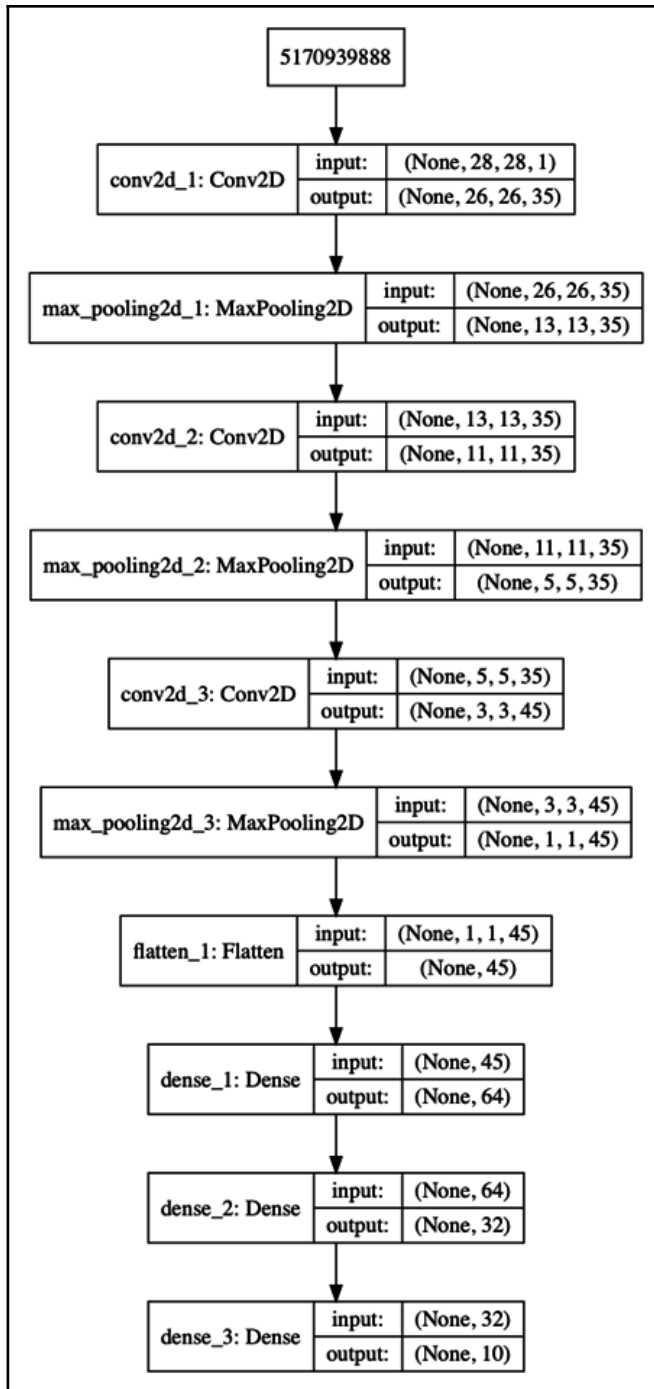 5170939888
conv2d_1: Conv2D
input: (None, 28, 28, 1)
output: (None, 26, 26, 35)
max_pooling2d_1: MaxPooling2D
input: (None, 26, 26, 35)
output: (None, 13, 13, 35)
conv2d_2: Conv2D
input: (None, 13, 13, 35)
output: (None, 11, 11, 35)
max_pooling2d_2: MaxPooling2D
input: (None, 11, 11, 35)
output: (None, 5, 5, 35)
conv2d_3: Conv2D
input: (None, 5, 5, 35)
output: (None, 3, 3, 45)
max_pooling2d_3: MaxPooling2D
input: (None, 3, 3, 45)
output: (None, 1, 1, 45)
flatten_1: Flatten
input: (None, 1, 1, 45)
output: (None, 45)
dense_1: Dense
input: (None, 45)
output: (None, 64)
dense_2: Dense
input: (None, 64)
output: (None, 32)
dense_3: Dense
input: (None, 32)
output: (None, 10)